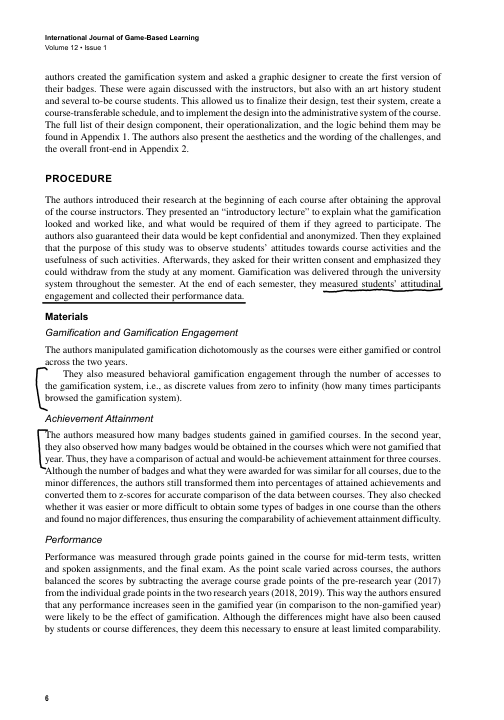 International Journal of Game-Based Learning
Volume 12 • Issue 1
authors created the gamification system and asked a graphic designer to create the first version of
their badges. These were again discussed with the instructors, but also with an art history student
and several to-be course students. This allowed us to finalize their design, test their system, create a
course-transferable schedule, and to implement the design into the administrative system of the course.
The full list of their design component, their operationalization, and the logic behind them may be
found in Appendix 1. The authors also present the aesthetics and the wording of the challenges, and
the overall front-end in Appendix 2.
PROCEDURE
The authors introduced their research at the beginning of each course after obtaining the approval
of the course instructors. They presented an “introductory lecture” to explain what the gamification
looked and worked like, and what would be required of them if they agreed to participate. The
authors also guaranteed their data would be kept confidential and anonymized. Then they explained
that the purpose of this study was to observe students’ attitudes towards course activities and the
usefulness of such activities. Afterwards, they asked for their written consent and emphasized they
could withdraw from the study at any moment. Gamification was delivered through the university
system throughout the semester. At the end of each semester, they measured students’ attitudinal
engagement and collected their performance data.
Materials
Gamification and Gamification Engagement
The authors manipulated gamification dichotomously as the courses were either gamified or control
across the two years.
They also measured behavioral gamification engagement through the number of accesses to
the gamification system, i.e., as discrete values from zero to infinity (how many times participants
browsed the gamification system).
Achievement Attainment
The authors measured how many badges students gained in gamified courses. In the second year,
they also observed how many badges would be obtained in the courses which were not gamified that
year. Thus, they have a comparison of actual and would-be achievement attainment for three courses.
Although the number of badges and what they were awarded for was similar for all courses, due to the
minor differences, the authors still transformed them into percentages of attained achievements and
converted them to z-scores for accurate comparison of the data between courses. They also checked
whether it was easier or more difficult to obtain some types of badges in one course than the others
and found no major differences, thus ensuring the comparability of achievement attainment difficulty.
Performance
Performance was measured through grade points gained in the course for mid-term tests, written
and spoken assignments, and the final exam. As the point scale varied across courses, the authors
balanced the scores by subtracting the average course grade points of the pre-research year (2017)
from the individual grade points in the two research years (2018, 2019). This way the authors ensured
that any performance increases seen in the gamified year (in comparison to the non-gamified year)
were likely to be the effect of gamification. Although the differences might have also been caused
by students or course differences, they deem this necessary to ensure at least limited comparability.
6